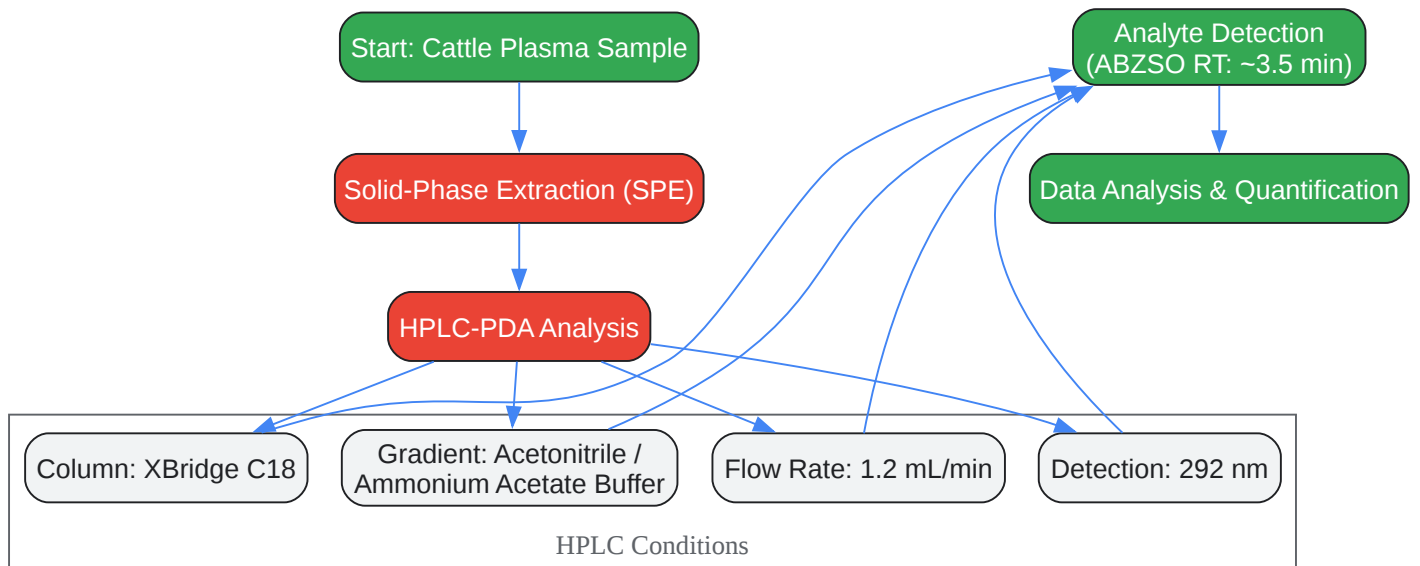 Start: Cattle Plasma Sample
Analyte Detection
(ABZSO RT: ~3.5 min)
Solid-Phase Extraction (SPE)
Data Analysis & Quantification
HPLC-PDA Analysis
Column: XBridge C18
Gradient: Acetonitrile /
Ammonium Acetate Buffer
Flow Rate: 1.2 mL/min
Detection: 292 nm
HPLC Conditions